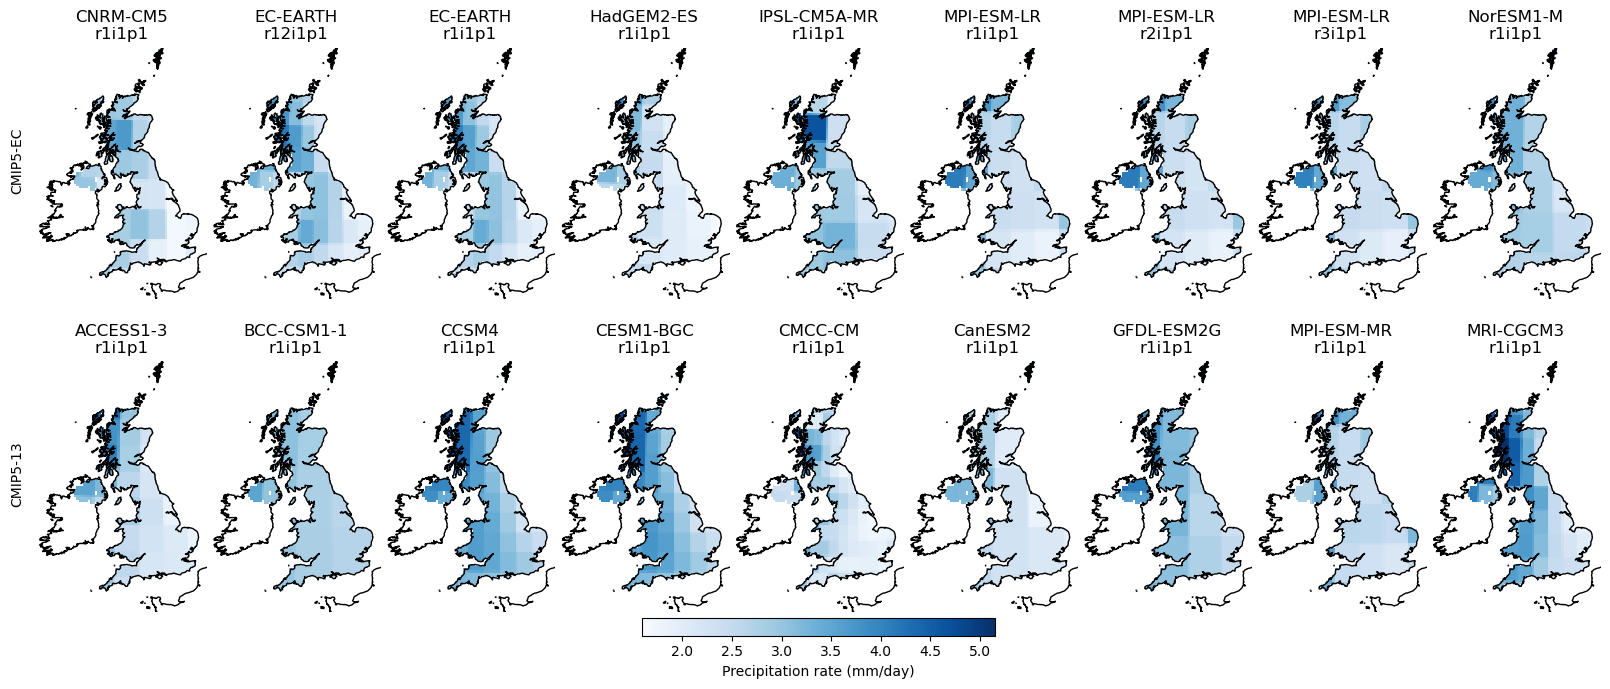 CNRM-CM5 EC-EARTH EC-EARTH HadGEM2-ES IPSL-CM5A-MR MPI-ESM-LR MPI-ESM-LR MPI-ESM-LR NorESM1-M
r1i1p1 r12i1p1 r1i1p1 r1i1p1 r1i1p1 r1i1p1 r2i1p1 r3i1p1 r1i1p1
CMIP5-EC
ACCESS1-3 BCC-CSM1-1 CCSM4 CESM1-BGC CMCC-CM CanESM2 GFDL-ESM2G MPI-ESM-MR MRI-CGCM3
r1i1p1 r1i1p1 r1i1p1 r1i1p1 r1i1p1 r1i1p1 r1i1p1 r1i1p1 r1i1p1
CMIP5-13
2.0 2.5 3.0 3.5 4.0 4.5 5.0
Precipitation rate (mm/day)